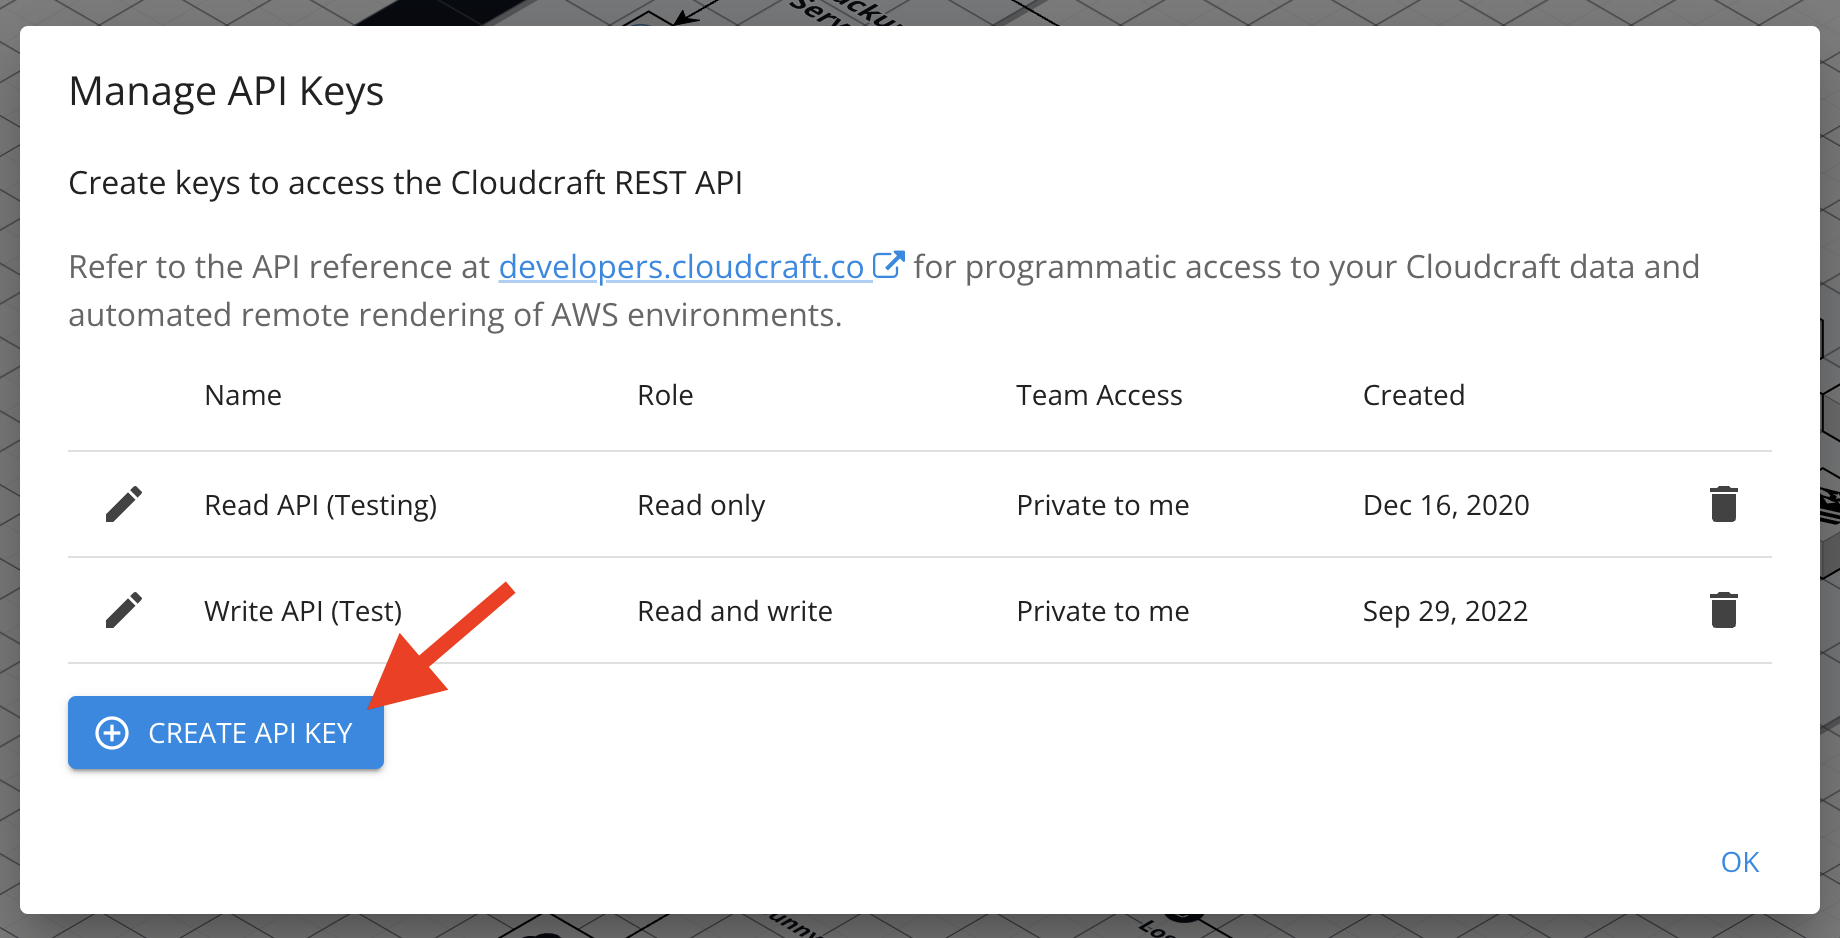 Manage API Keys
Create keys to access the Cloudcraft REST API
Refer to the API reference at developers.cloudcraft.co for programmatic access to your Cloudcraft data and
automated remote rendering of AWS environments.
Name Role Team Access Created
Read API (Testing) Read only Private to me Dec 16, 2020
Write API (Test) Read and write Private to me Sep 29, 2022
CREATE API KEY
OK